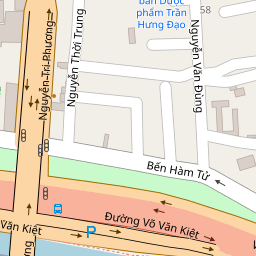 bán Dược
phẩm Trần
Hưng Đạo
58
Nguyễn Tri Phương
Nguyễn Thời Trung
Nguyễn Văn Đừng
Bến Hàm Tử
Đường Võ Văn Kiệt
Văn Kiệt
P